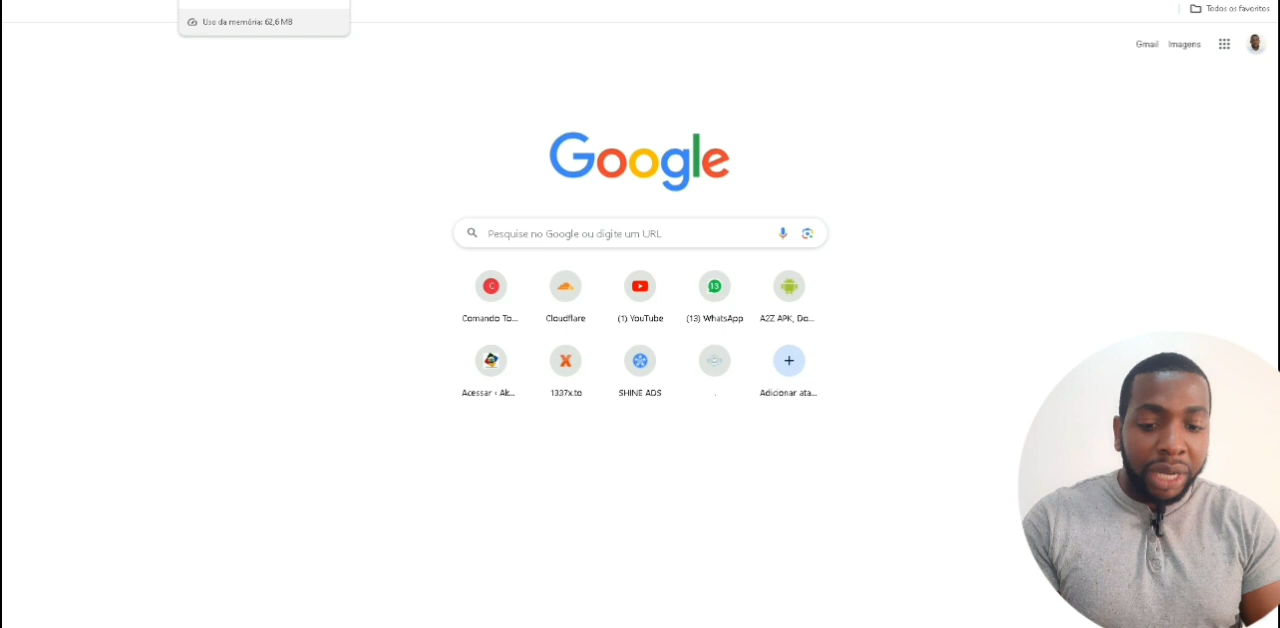 Uso da memória: 62,6 MB
Todos os favoritos
Gmail Imagens
Google
Pesquise no Google ou digite um URL
C
13
Comando To...
Cloudflare
(1) YouTube
(13) WhatsApp
A2Z APK, Do...
X
Acessar ‹ Ak...
1337x.to
SHINE ADS
.
Adicionar ata...